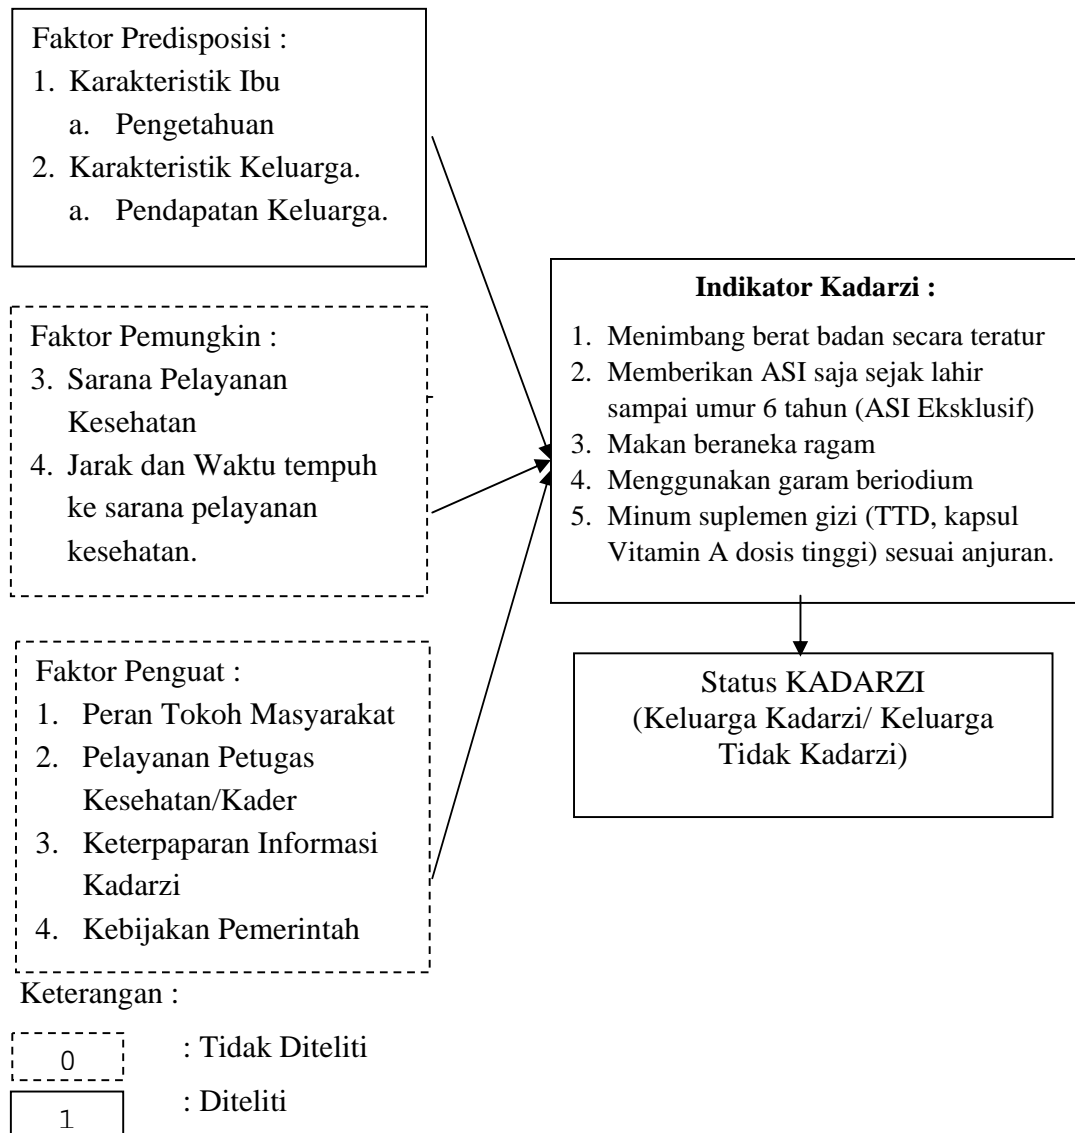 Faktor Predisposisi :
1. Karakteristik Ibu
a. Pengetahuan
2. Karakteristik Keluarga.
a. Pendapatan Keluarga.
Faktor Pemungkin :
3. Sarana Pelayanan
Kesehatan
4. Jarak dan Waktu tempuh
ke sarana pelayanan
kesehatan.
Faktor Penguat :
1. Peran Tokoh Masyarakat
2. Pelayanan Petugas
Kesehatan/Kader
3. Keterpaparan Informasi
Kadarzi
4. Kebijakan Pemerintah
Indikator Kadarzi :
1. Menimbang berat badan secara teratur
2. Memberikan ASI saja sejak lahir
sampai umur 6 tahun (ASI Eksklusif)
3. Makan beraneka ragam
4. Menggunakan garam beriodium
5. Minum suplemen gizi (TTD, kapsul
Vitamin A dosis tinggi) sesuai anjuran.
Status KADARZI
(Keluarga Kadarzi/ Keluarga
Tidak Kadarzi)
Keterangan :
0 : Tidak Diteliti
1 : Diteliti